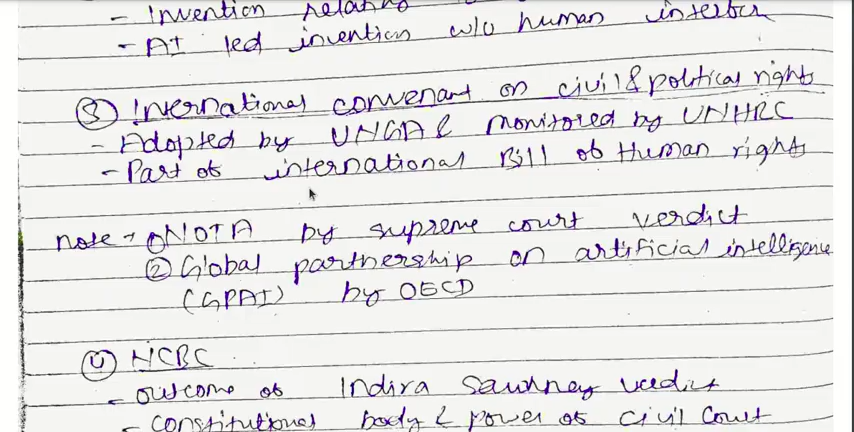 - Invention relating
- AI led invention w/o human interfer
③ International convenant on civil & political rights
- Adopted by UNGA & monitored by UNHRC
- Part of international Bill of Human rights
note → ① NOTA by supreme court verdict
② Global partnership on artificial intelligence
(GPAI) by OECD
④ NCBC
- outcome of Indira Sawhney verdict
- constitutional body & power of civil court